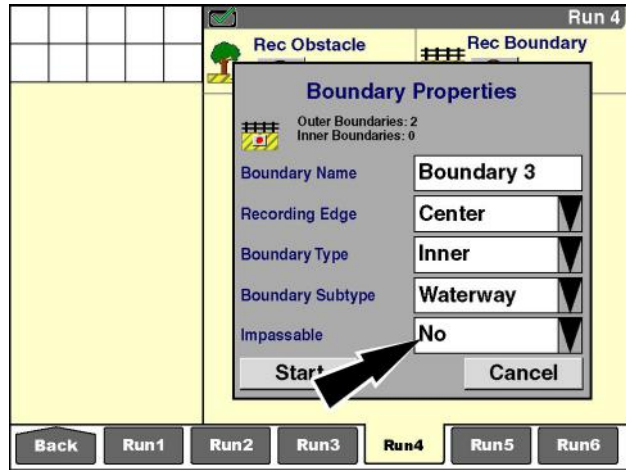 Run 4
Rec Obstacle
Rec Boundary
Boundary Properties
Outer Boundaries: 2
Inner Boundaries: 0
Boundary Name
Boundary 3
Recording Edge
Center
Boundary Type
Inner
Boundary Subtype
Waterway
Impassable
No
Start
Cancel
Back
Run1
Run2
Run3
Run4
Run5
Run6